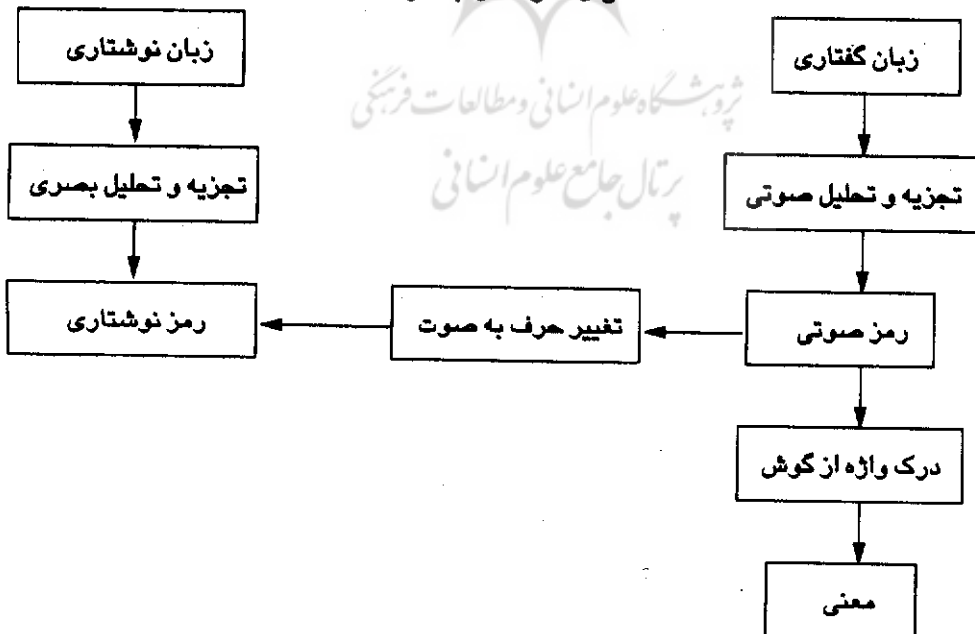 زبان گفتاری
زبان نوشتاری
پژوهشگاه علوم انسانی و مطالعات فرهنگی
پرتال جامع علوم انسانی
تجزیه و تحلیل صوتی
تجزیه و تحلیل بصری
رمز صوتی
تغییر حرف به صوت
رمز نوشتاری
درک واژه از گوش
معنی